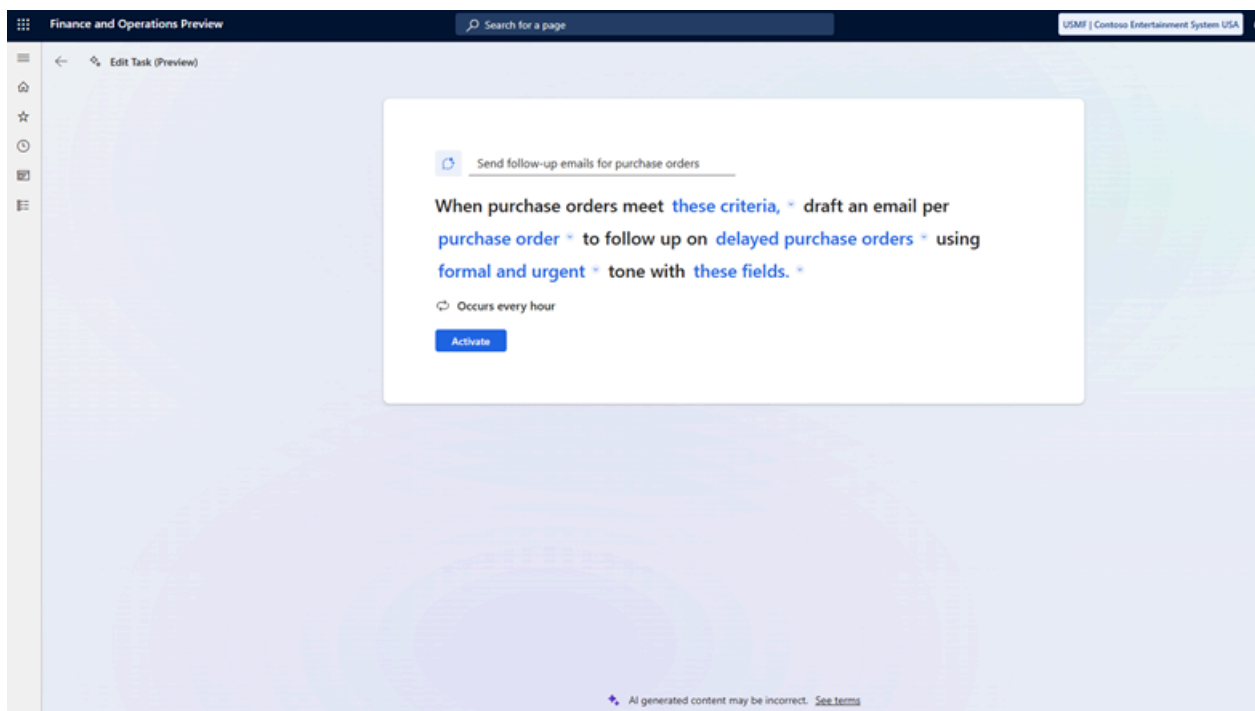 Finance and Operations Preview
Search for a page
USMF | Contoso Entertainment System USA
Edit Task (Preview)
Send follow-up emails for purchase orders
When purchase orders meet these criteria, draft an email per
purchase order to follow up on delayed purchase orders using
formal and urgent tone with these fields.
Occurs every hour
Activate
AI generated content may be incorrect. See terms